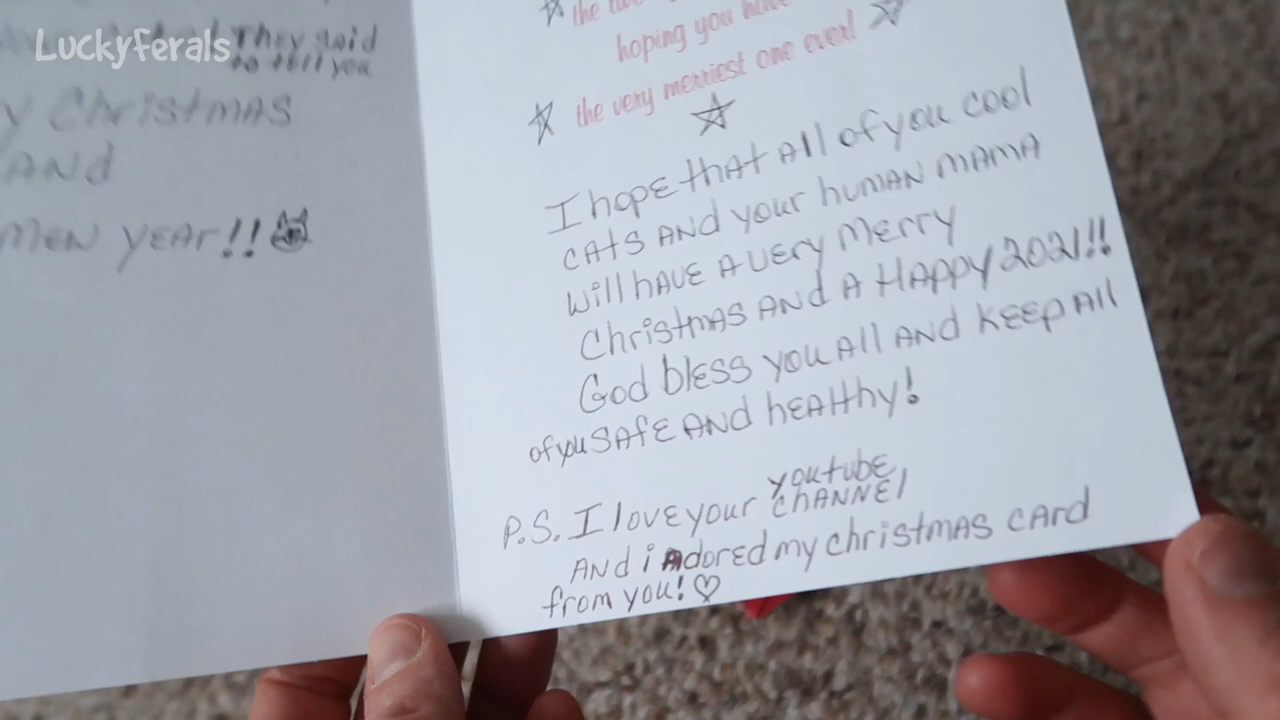 LuckyFerals
They said
to tell you
y Christmas
AND
Mew year!!
the
hoping you have
the very merriest one ever!
I hope that all of you cool
cats AND your human mama
will have a very merry
Christmas AND a Happy 2021!!
God bless you all AND keep all
of you safe AND healthy!
P.S. I love your youtube
channel
AND i adored my christmas card
from you! ♡